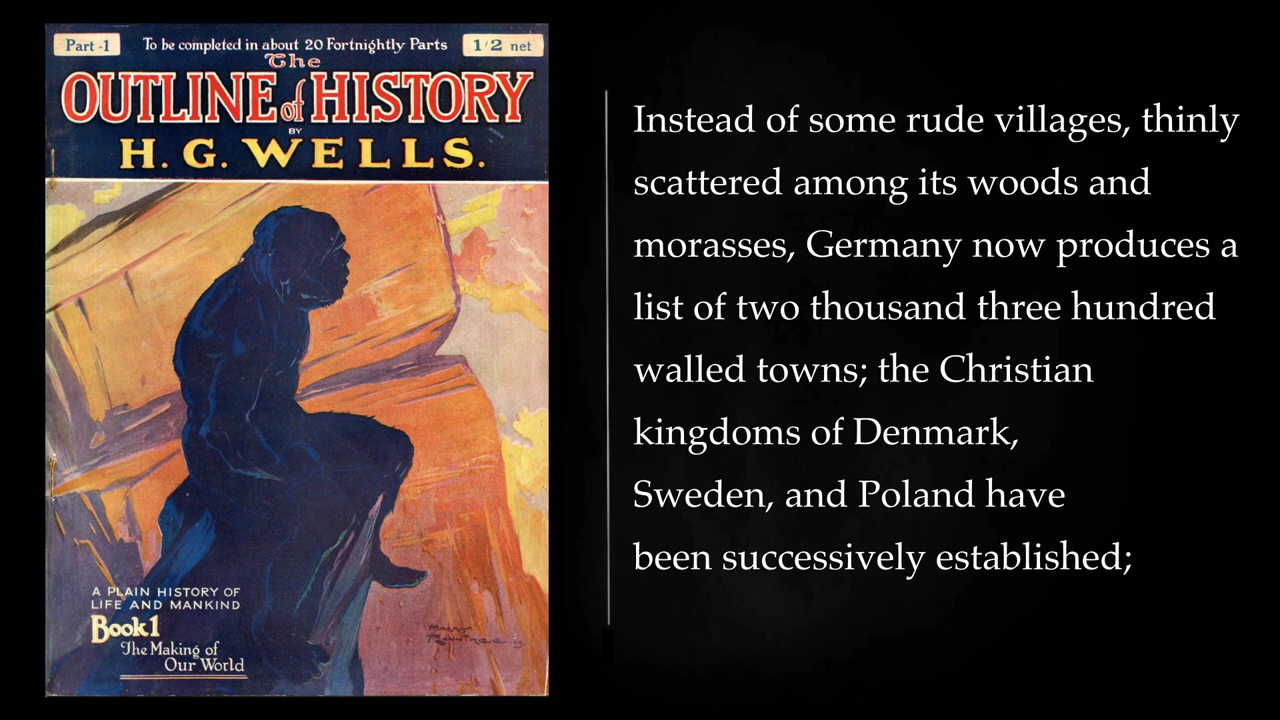 Part -1
To be completed in about 20 Fortnightly Parts
1/2 net
The
OUTLINE of HISTORY
BY
H. G. WELLS.
A PLAIN HISTORY OF
LIFE AND MANKIND
Book 1
The Making of
Our World
Instead of some rude villages, thinly
scattered among its woods and
morasses, Germany now produces a
list of two thousand three hundred
walled towns; the Christian
kingdoms of Denmark,
Sweden, and Poland have
been successively established;